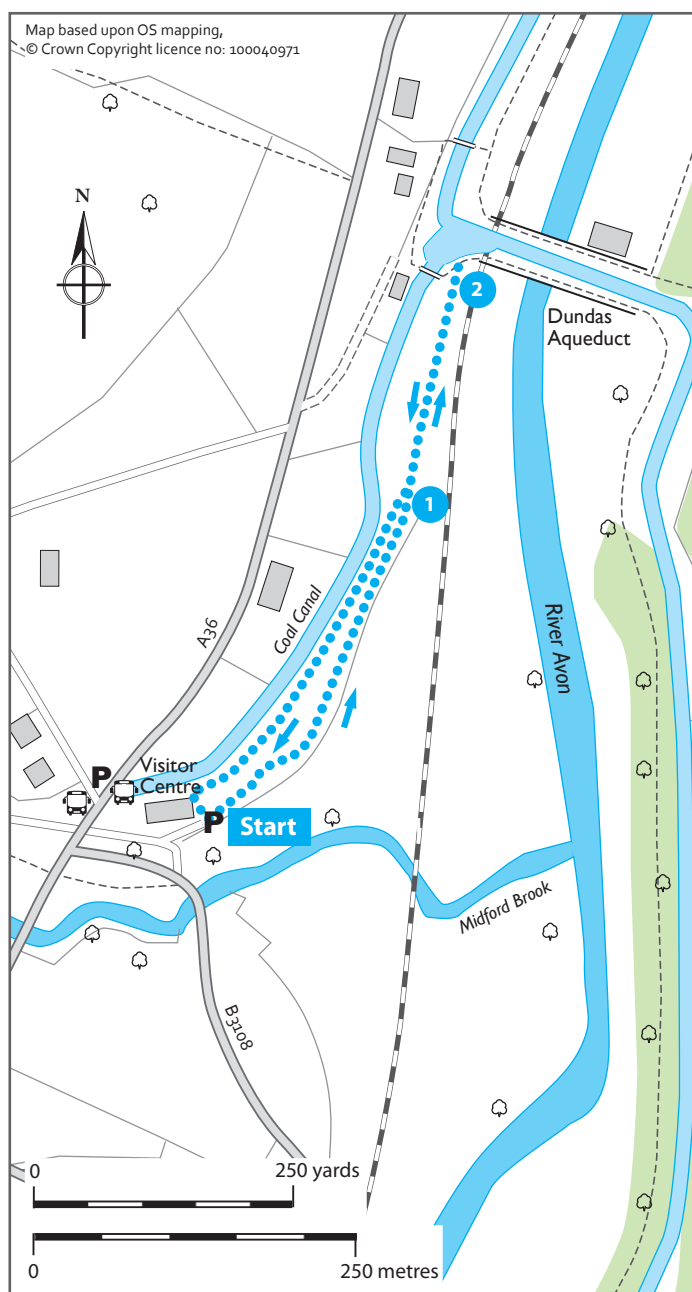 Map based upon OS mapping,
© Crown Copyright licence no: 100040971
N
2
Dundas
Aqueduct
1
A36
Coal Canal
River Avon
P
Visitor
Centre
P
Start
Midford Brook
B3108
0
250 yards
0
250 metres